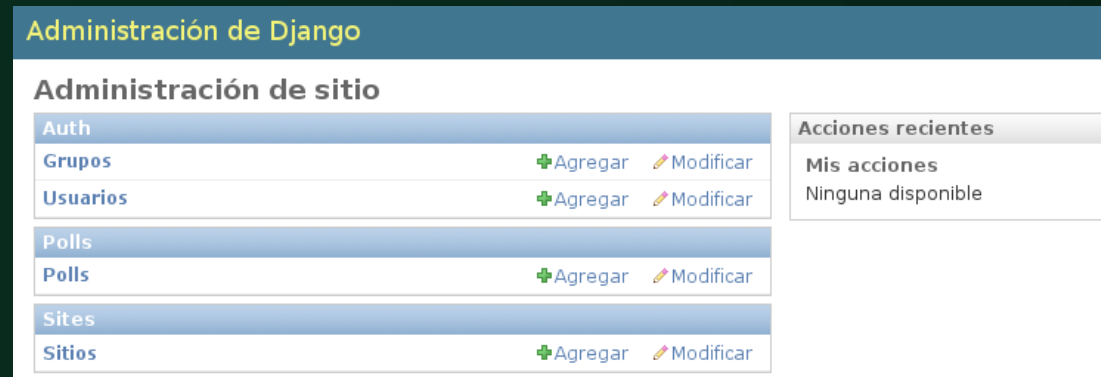 Administración de Django
Administración de sitio
Auth
Grupos Agregar Modificar
Usuarios Agregar Modificar
Polls
Polls Agregar Modificar
Sites
Sitios Agregar Modificar
Acciones recientes
Mis acciones
Ninguna disponible